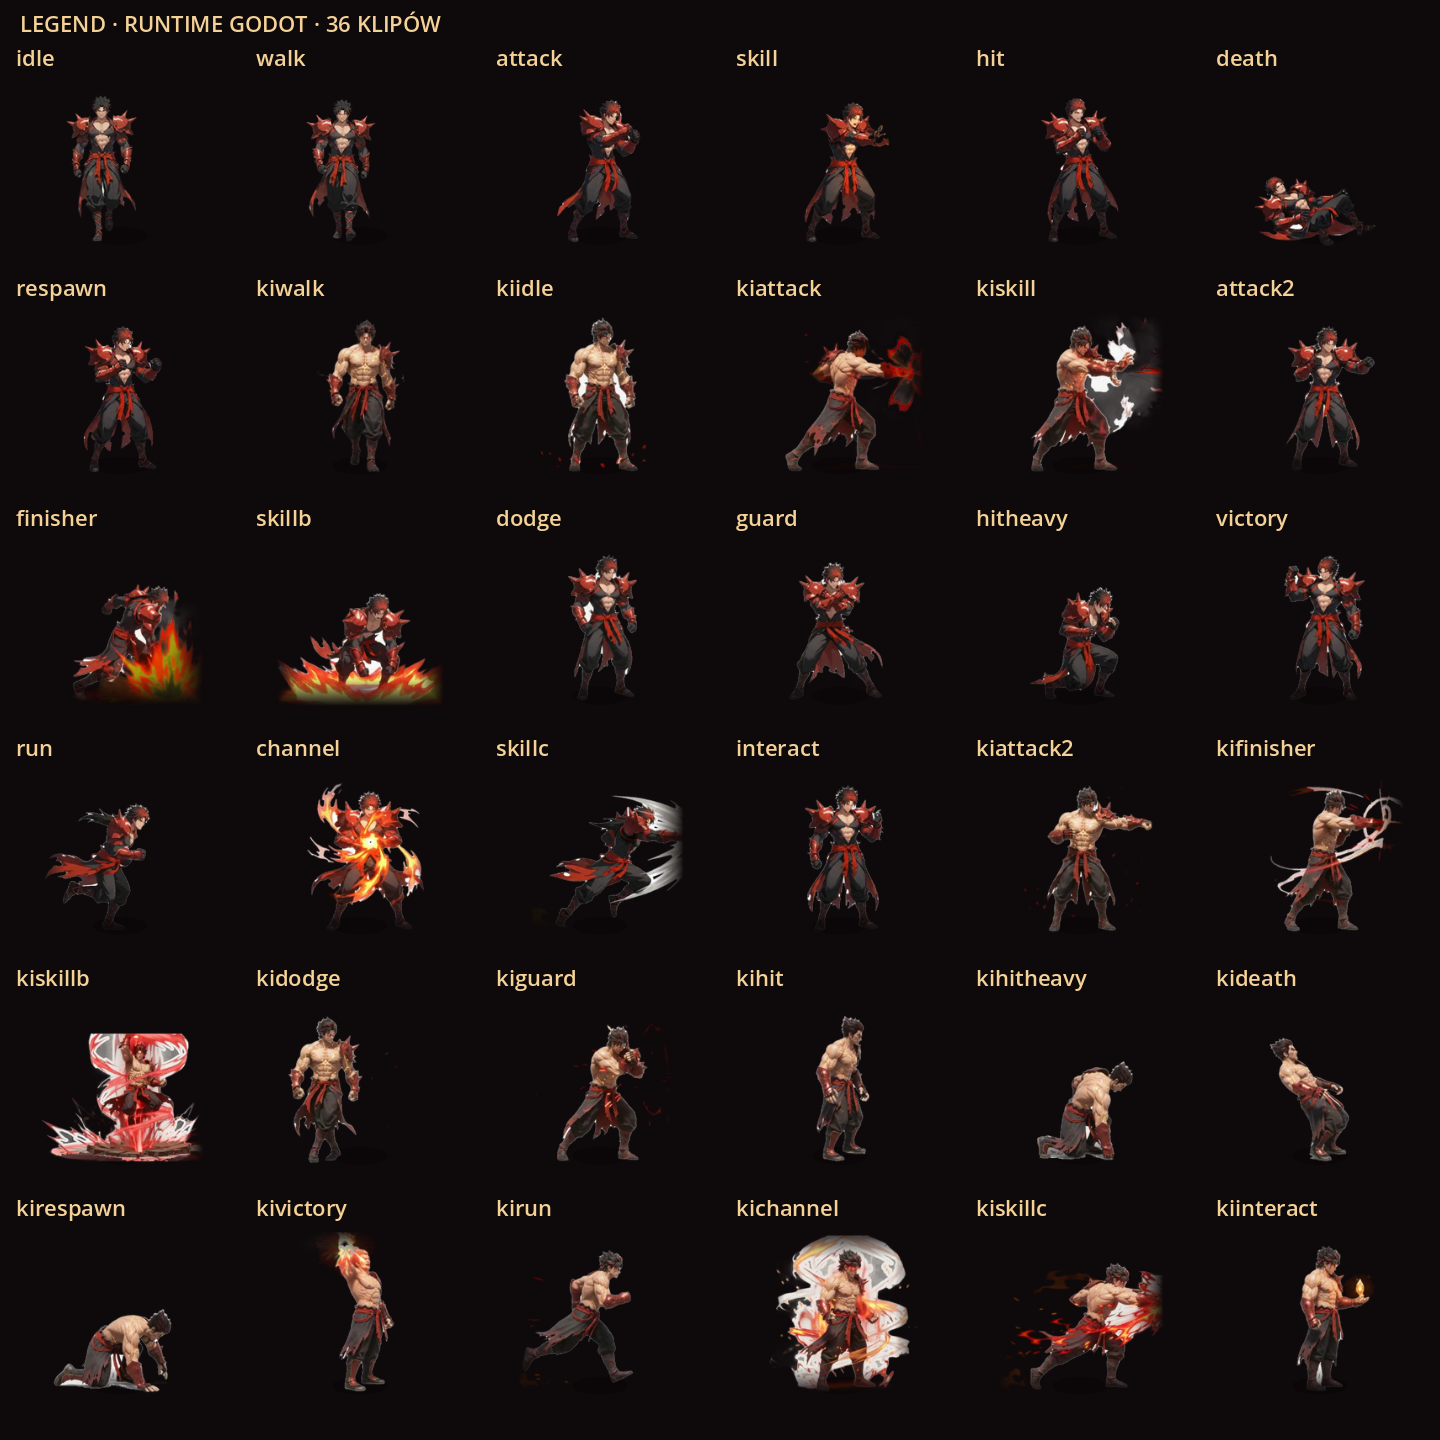 LEGEND · RUNTIME GODOT · 36 KLIPÓW
idle walk attack skill hit death
respawn kiwalk kiidle kiattack kiskill attack2
finisher skillb dodge guard hitheavy victory
run channel skillc interact kiattack2 kifinisher
kiskillb kidodge kiguard kihit kihitheavy kideath
kirespawn kivictory kirun kichannel kiskillc kiinteract